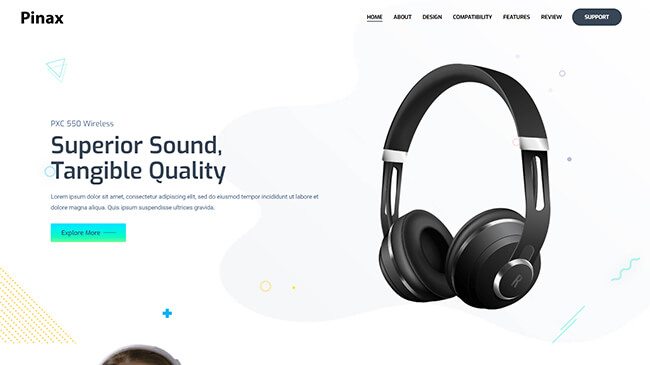 Pinax
HOME ABOUT DESIGN COMPATIBILITY FEATURES REVIEW SUPPORT
PXC 550 Wireless
Superior Sound,
Tangible Quality
Lorem ipsum dolor sit amet, consectetur adipiscing elit, sed do eiusmod tempor incididunt ut labore et
dolore magna aliqua. Quis ipsum suspendisse ultrices gravida.
Explore More